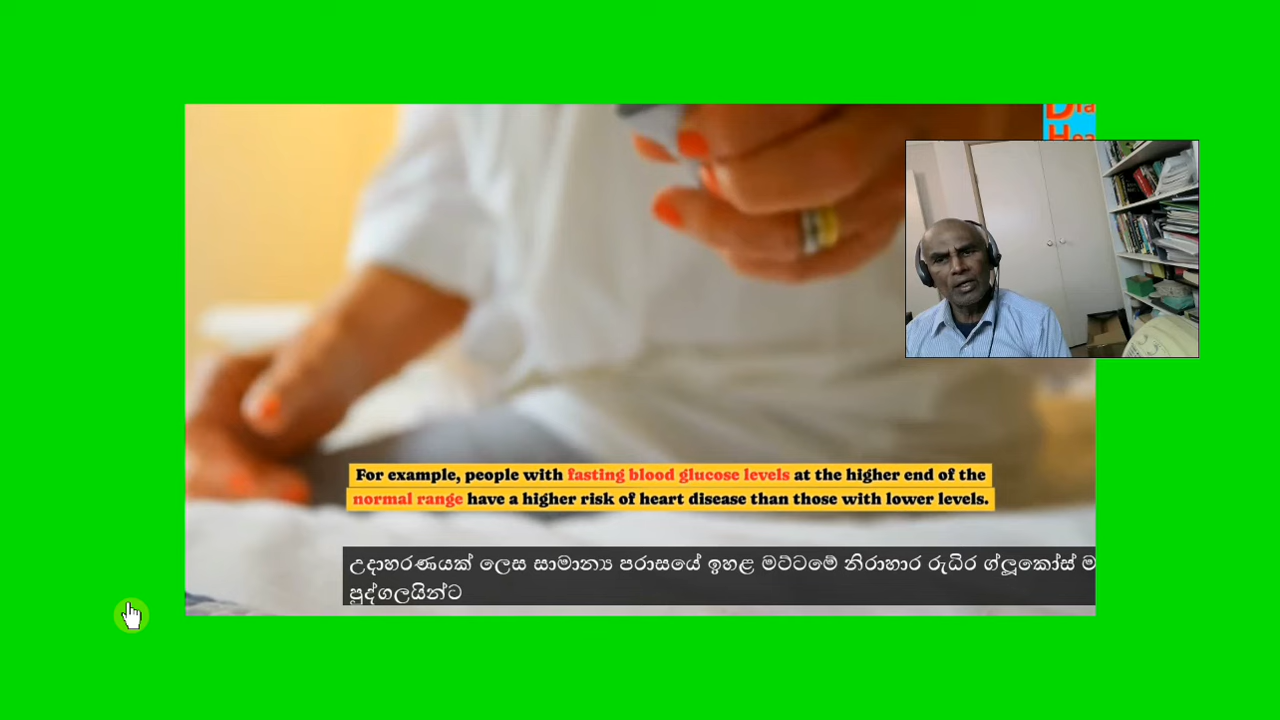 For example, people with fasting blood glucose levels at the higher end of the
normal range have a higher risk of heart disease than those with lower levels.
උදාහරණයක් ලෙස සාමාන්‍ය පරාසයේ ඉහළ මට්ටමේ නිරාහාර රුධිර ග්ලූකෝස්
පුද්ගලයින්ට